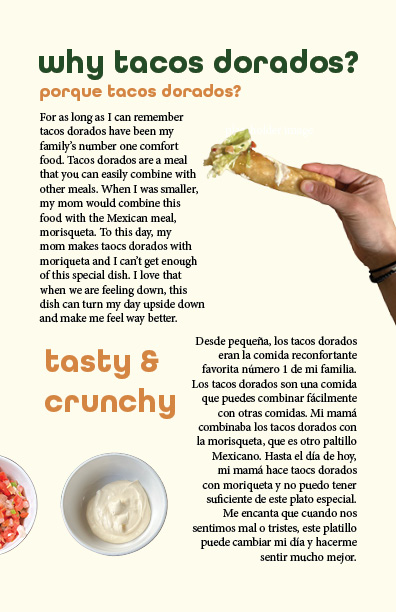 why tacos dorados?
porque tacos dorados?
For as long as I can remember
tacos dorados have been my
family's number one comfort
food. Tacos dorados are a meal
that you can easily combine with
other meals. When I was smaller,
my mom would combine this
food with the Mexican meal,
morisqueta. To this day, my
mom makes taocs dorados with
moriqueta and I can't get enough
of this special dish. I love that
when we are feeling down, this
dish can turn my day upside down
and make me feel way better.
tasty &
crunchy
Desde pequeña, los tacos dorados
eran la comida reconfortante
favorita número 1 de mi familia.
Los tacos dorados son una comida
que puedes combinar fácilmente
con otras comidas. Mi mamá
combinaba los tacos dorados con
la morisqueta, que es otro paltillo
Mexicano. Hasta el día de hoy,
mi mamá hace taocs dorados
con moriqueta y no puedo tener
suficiente de este plato especial.
Me encanta que cuando nos
sentimos mal o tristes, este platillo
puede cambiar mi día y hacerme
sentir mucho mejor.